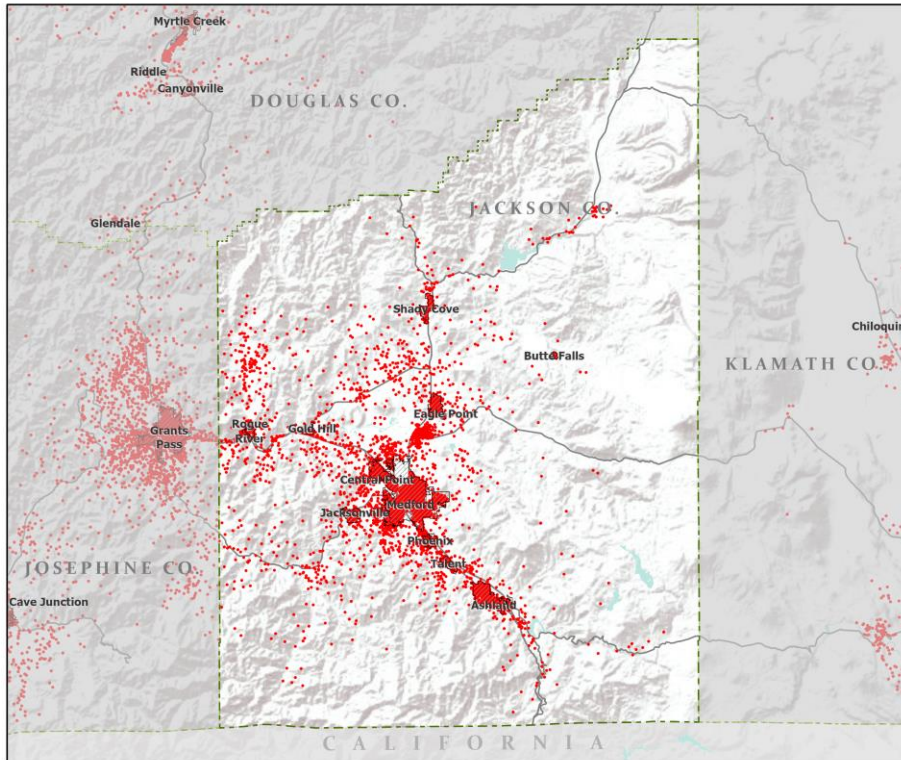 Myrtle Creek
Riddle
Canyonville
DOUGLAS CO.
JACKSON CO.
Glendale
Shady Cove
Chiloquin
Butte Falls
KLAMATH CO.
Eagle Point
Rogue
River
Gold Hill
Grants
Pass
Central Point
Medford
Jacksonville
Phoenix
Talent
JOSEPHINE CO.
Cave Junction
Ashland
CALIFORNIA